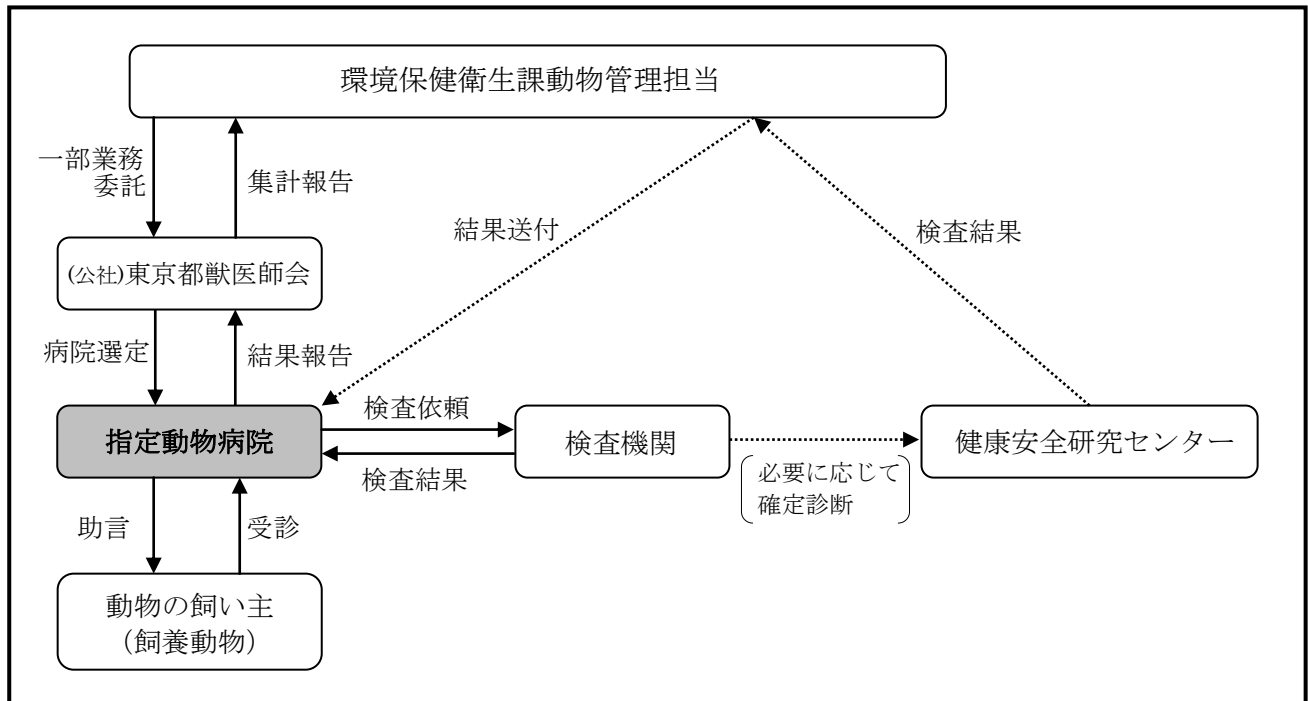 環境保健衛生課動物管理担当
一部業務
委託
集計報告
結果送付
検査結果
(公社)東京都獣医師会
病院選定
結果報告
指定動物病院
検査依頼
検査結果
検査機関
必要に応じて
確定診断
健康安全研究センター
助言
受診
動物の飼い主
（飼養動物）